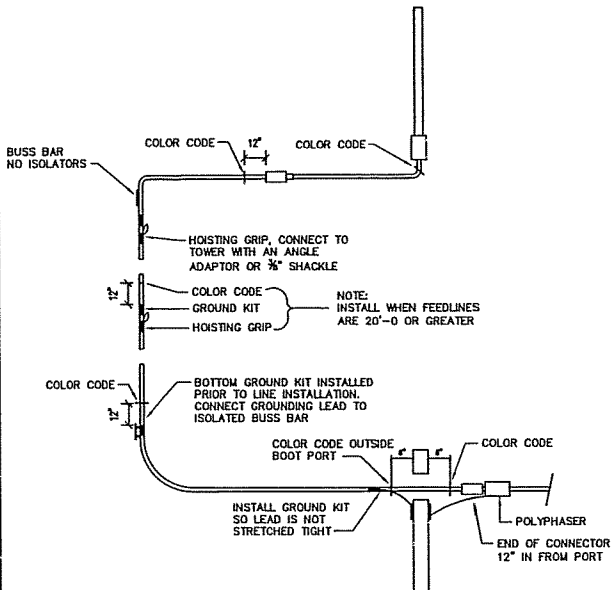 COLOR CODE
12"
COLOR CODE
BUSS BAR
NO ISOLATORS
HOISTING GRIP, CONNECT TO
TOWER WITH AN ANGLE
ADAPTOR OR ⅝" SHACKLE
12"
COLOR CODE
GROUND KIT
HOISTING GRIP
NOTE:
INSTALL WHEN FEEDLINES
ARE 20'-0 OR GREATER
COLOR CODE
12"
BOTTOM GROUND KIT INSTALLED
PRIOR TO LINE INSTALLATION.
CONNECT GROUNDING LEAD TO
ISOLATED BUSS BAR
COLOR CODE OUTSIDE
BOOT PORT
6"
6"
COLOR CODE
INSTALL GROUND KIT
SO LEAD IS NOT
STRETCHED TIGHT
POLYPHASER
END OF CONNECTOR
12" IN FROM PORT